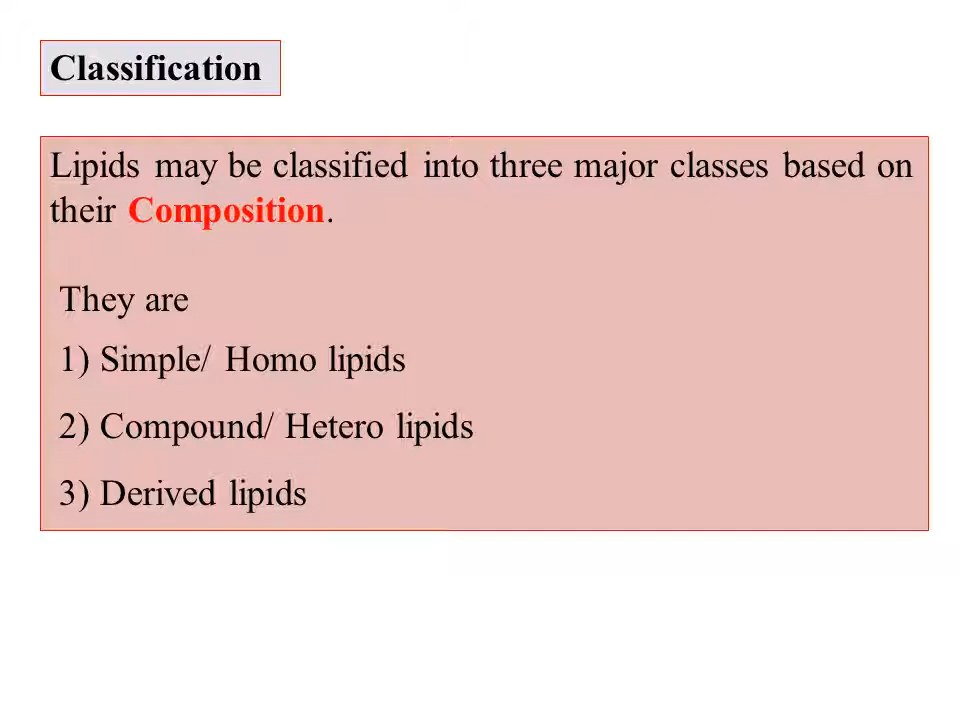 Classification
Lipids may be classified into three major classes based on
their Composition.
They are
1) Simple/ Homo lipids
2) Compound/ Hetero lipids
3) Derived lipids